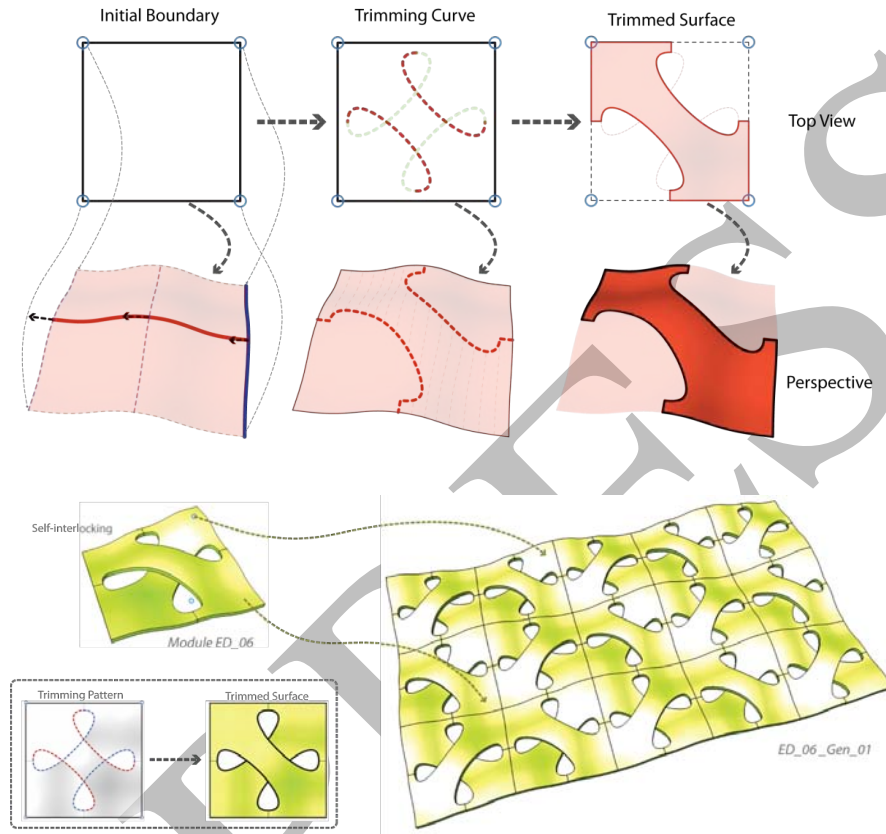 Initial Boundary
Trimming Curve
Trimmed Surface
Top View
Perspective
Self-interlocking
Module ED_06
Trimming Pattern
Trimmed Surface
ED_06_Gen_01